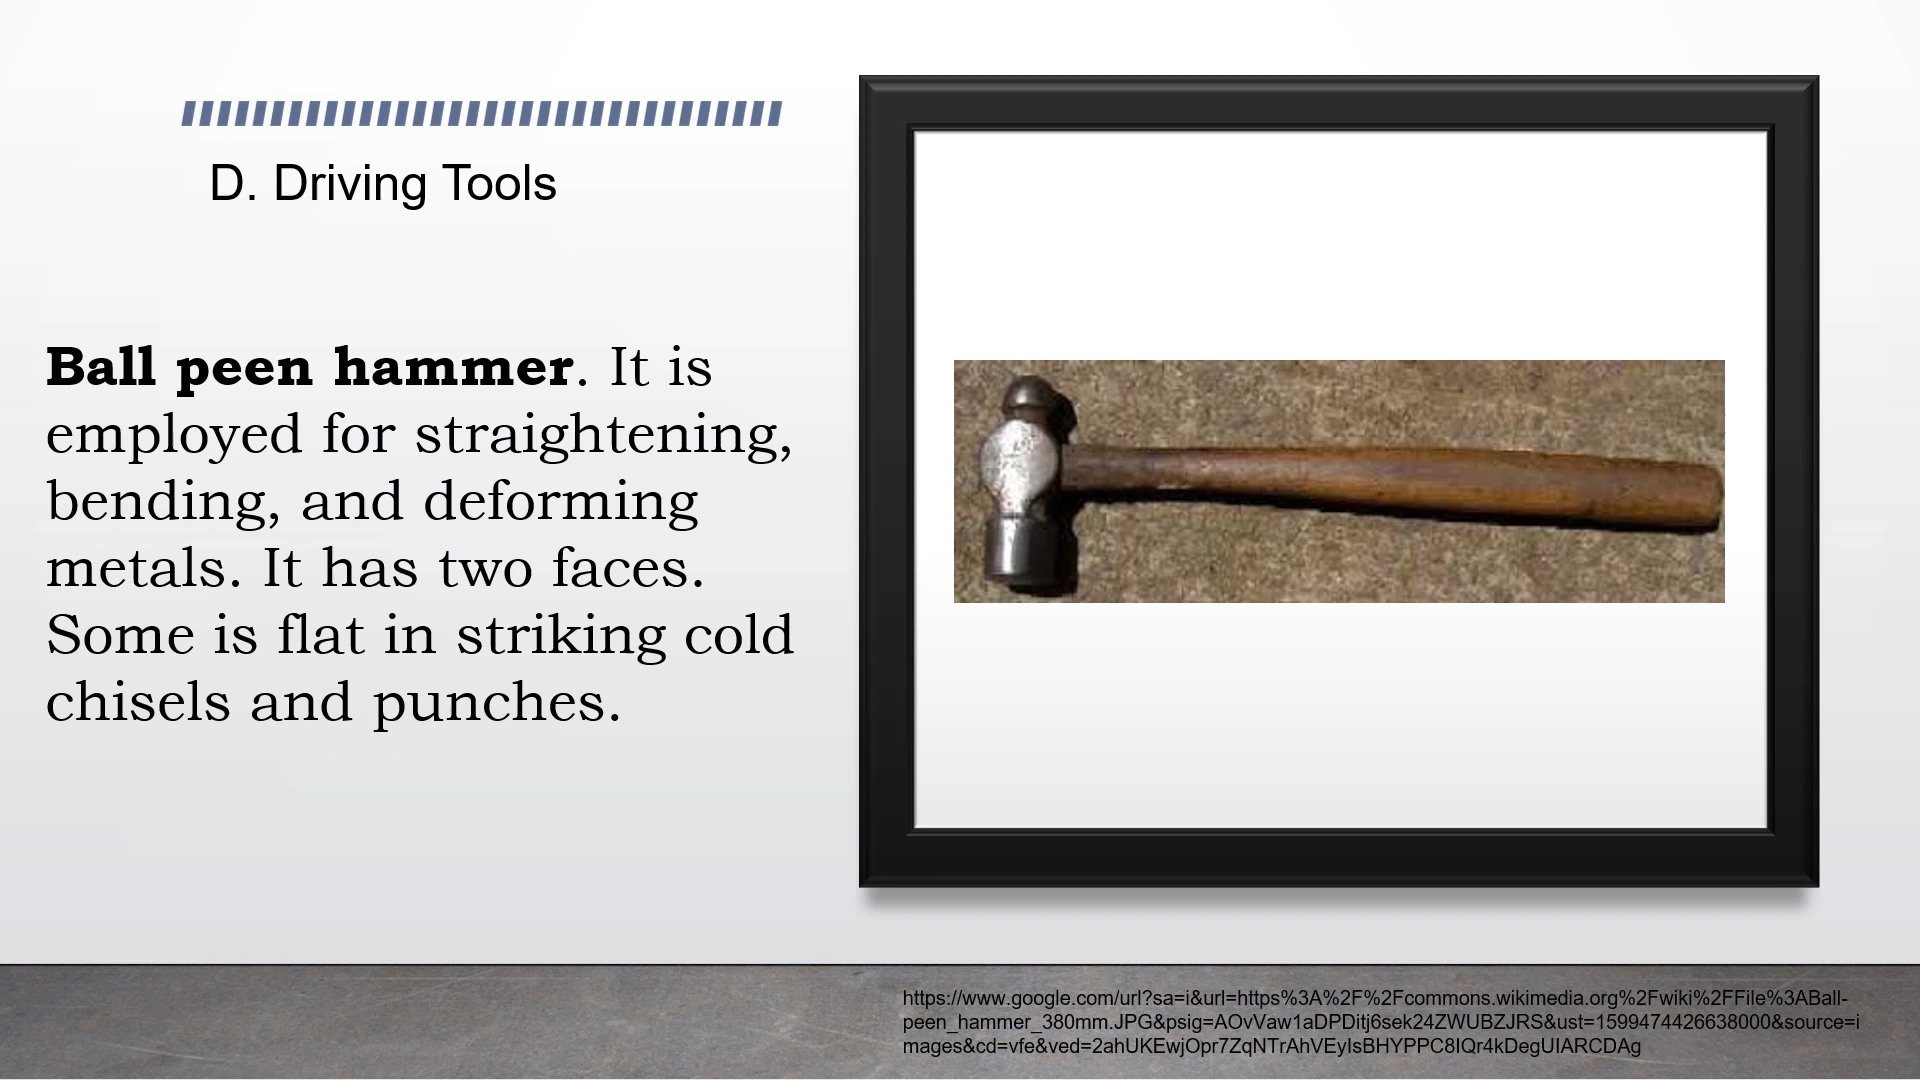 D. Driving Tools
Ball peen hammer. It is
employed for straightening,
bending, and deforming
metals. It has two faces.
Some is flat in striking cold
chisels and punches.
https://www.google.com/url?sa=i&url=https%3A%2F%2Fcommons.wikimedia.org%2Fwiki%2FFile%3ABall-
peen_hammer_380mm.JPG&psig=AOvVaw1aDPDitj6sek24ZWUBZJRS&ust=1599474426638000&source=i
mages&cd=vfe&ved=2ahUKEwjOpr7ZqNTrAhVEyIsBHYPPC8IQr4kDegUIARCDAg